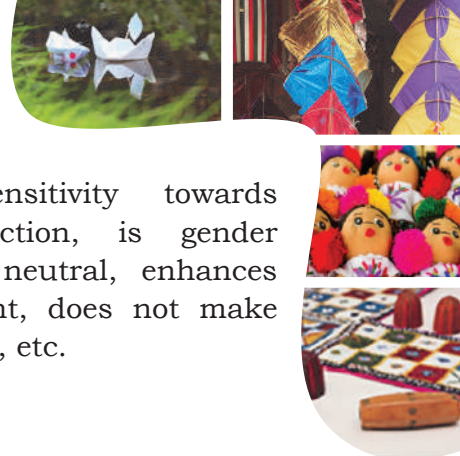 ensitivity towards
ction, is gender
neutral, enhances
nt, does not make
, etc.